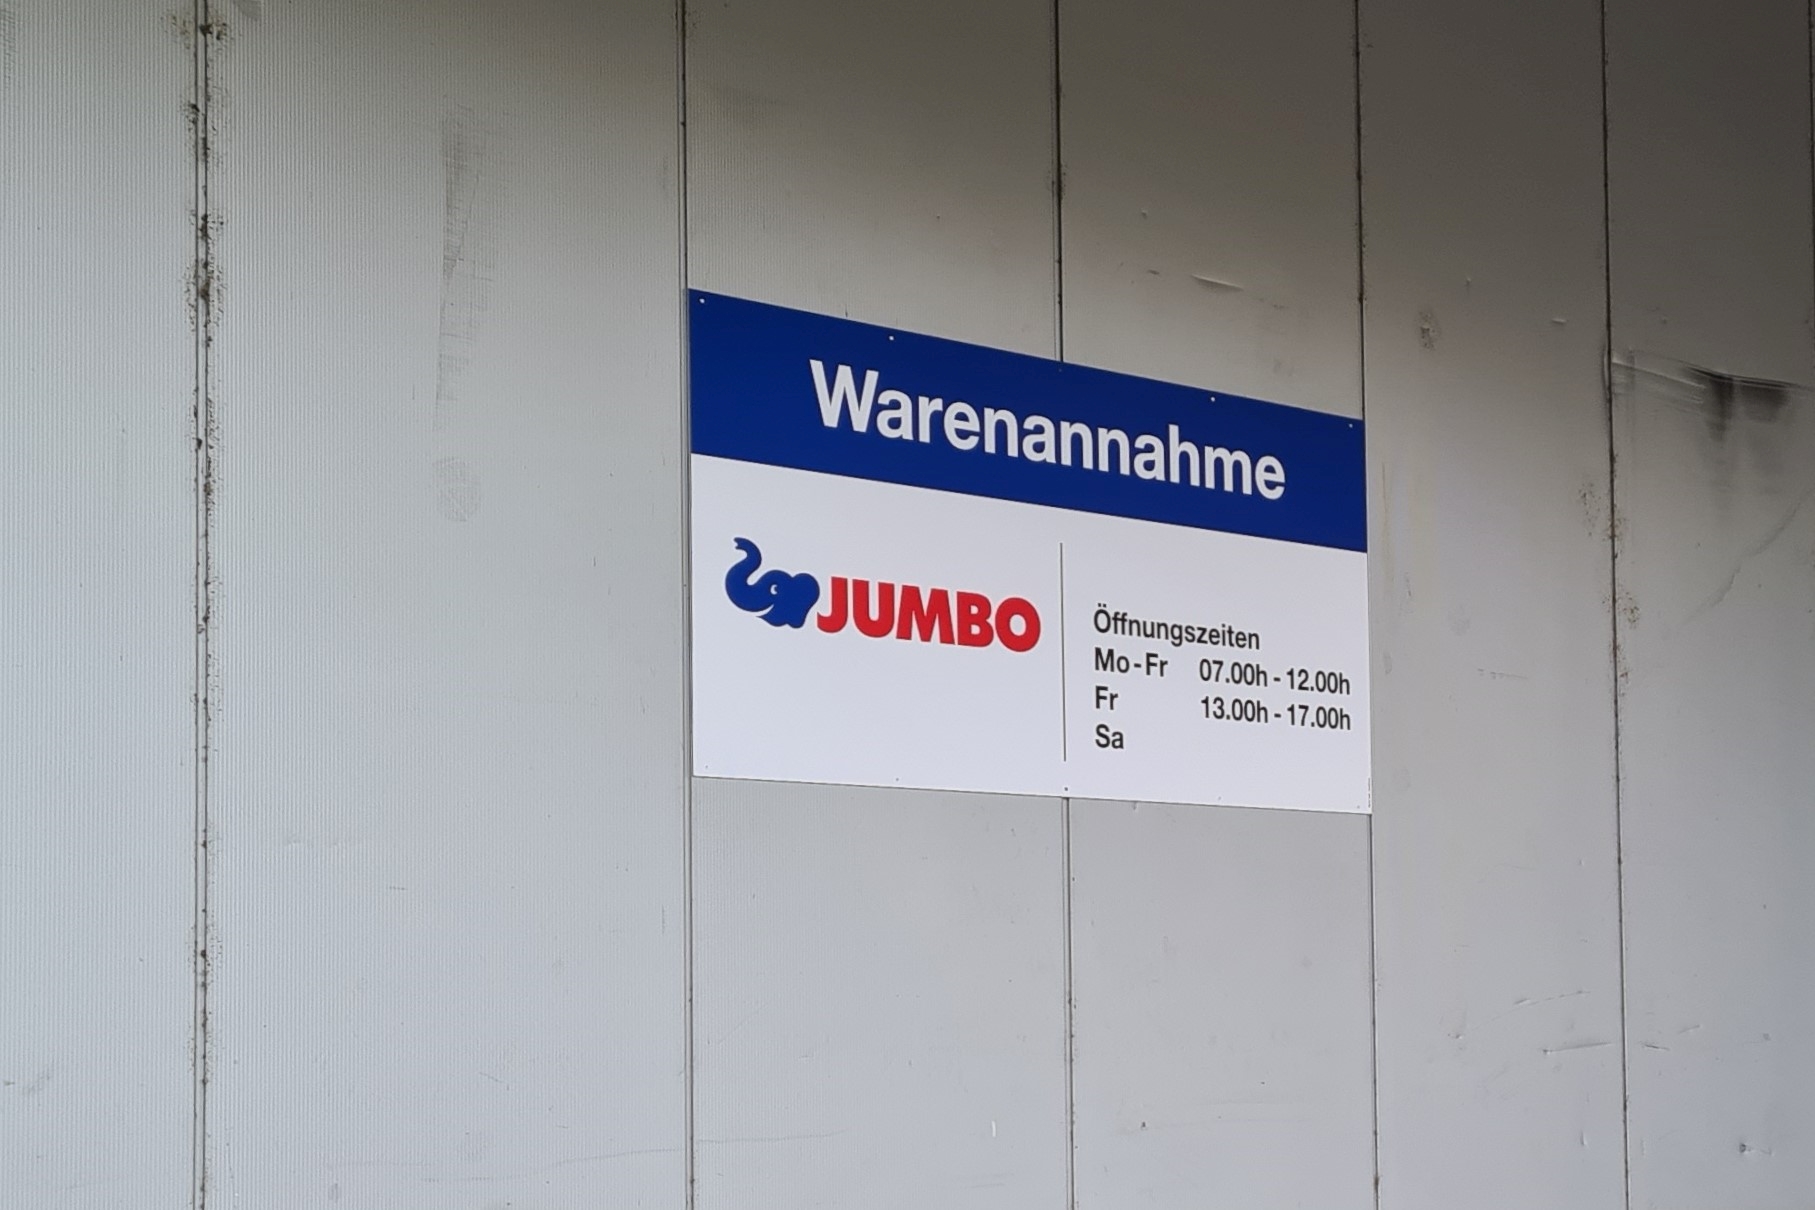 Warenannahme
JUMBO
Öffnungszeiten
Mo-Fr 07.00h - 12.00h
Fr 13.00h - 17.00h
Sa